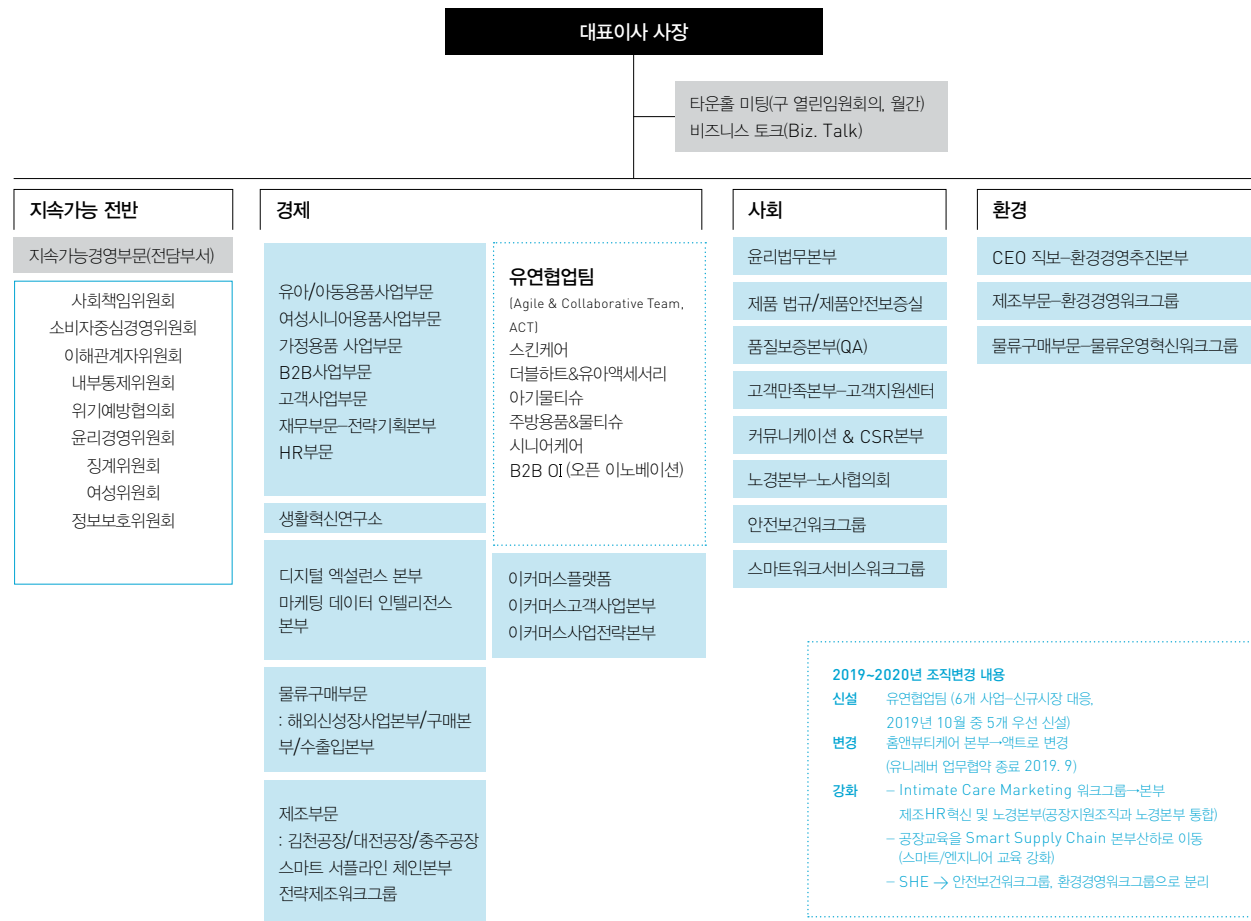 대표이사 사장
타운홀 미팅(구 열린임원회의, 월간)
비즈니스 토크(Biz. Talk)
지속가능 전반
지속가능경영부문(전담부서)
사회책임위원회
소비자중심경영위원회
이해관계자위원회
내부통제위원회
위기예방협의회
윤리경영위원회
징계위원회
여성위원회
정보보호위원회
경제
유아/아동용품사업부문
여성시니어용품사업부문
가정용품 사업부문
B2B사업부문
고객사업부문
재무부문–전략기획본부
HR부문
생활혁신연구소
디지털 엑설런스 본부
마케팅 데이터 인텔리전스
본부
물류구매부문
: 해외신성장사업본부/구매본
부/수출입본부
제조부문
: 김천공장/대전공장/충주공장
스마트 서플라인 체인본부
전략제조워크그룹
유연협업팀
(Agile & Collaborative Team,
ACT)
스킨케어
더블하트&유아액세서리
아기물티슈
주방용품&물티슈
시니어케어
B2B OI (오픈 이노베이션)
이커머스플랫폼
이커머스고객사업본부
이커머스사업전략본부
사회
윤리법무본부
제품 법규/제품안전보증실
품질보증본부(QA)
고객만족본부–고객지원센터
커뮤니케이션 & CSR본부
노경본부–노사협의회
안전보건워크그룹
스마트워크서비스워크그룹
환경
CEO 직보–환경경영추진본부
제조부문–환경경영워크그룹
물류구매부문–물류운영혁신워크그룹
2019~2020년 조직변경 내용
신설 유연협업팀 (6개 사업–신규시장 대응,
2019년 10월 중 5개 우선 신설)
변경 홈앤뷰티케어 본부→액트로 변경
(유니레버 업무협약 종료 2019. 9)
강화 – Intimate Care Marketing 워크그룹→본부
제조HR혁신 및 노경본부(공장지원조직과 노경본부 통합)
– 공장교육을 Smart Supply Chain 본부산하로 이동
(스마트/엔지니어 교육 강화)
– SHE → 안전보건워크그룹, 환경경영워크그룹으로 분리